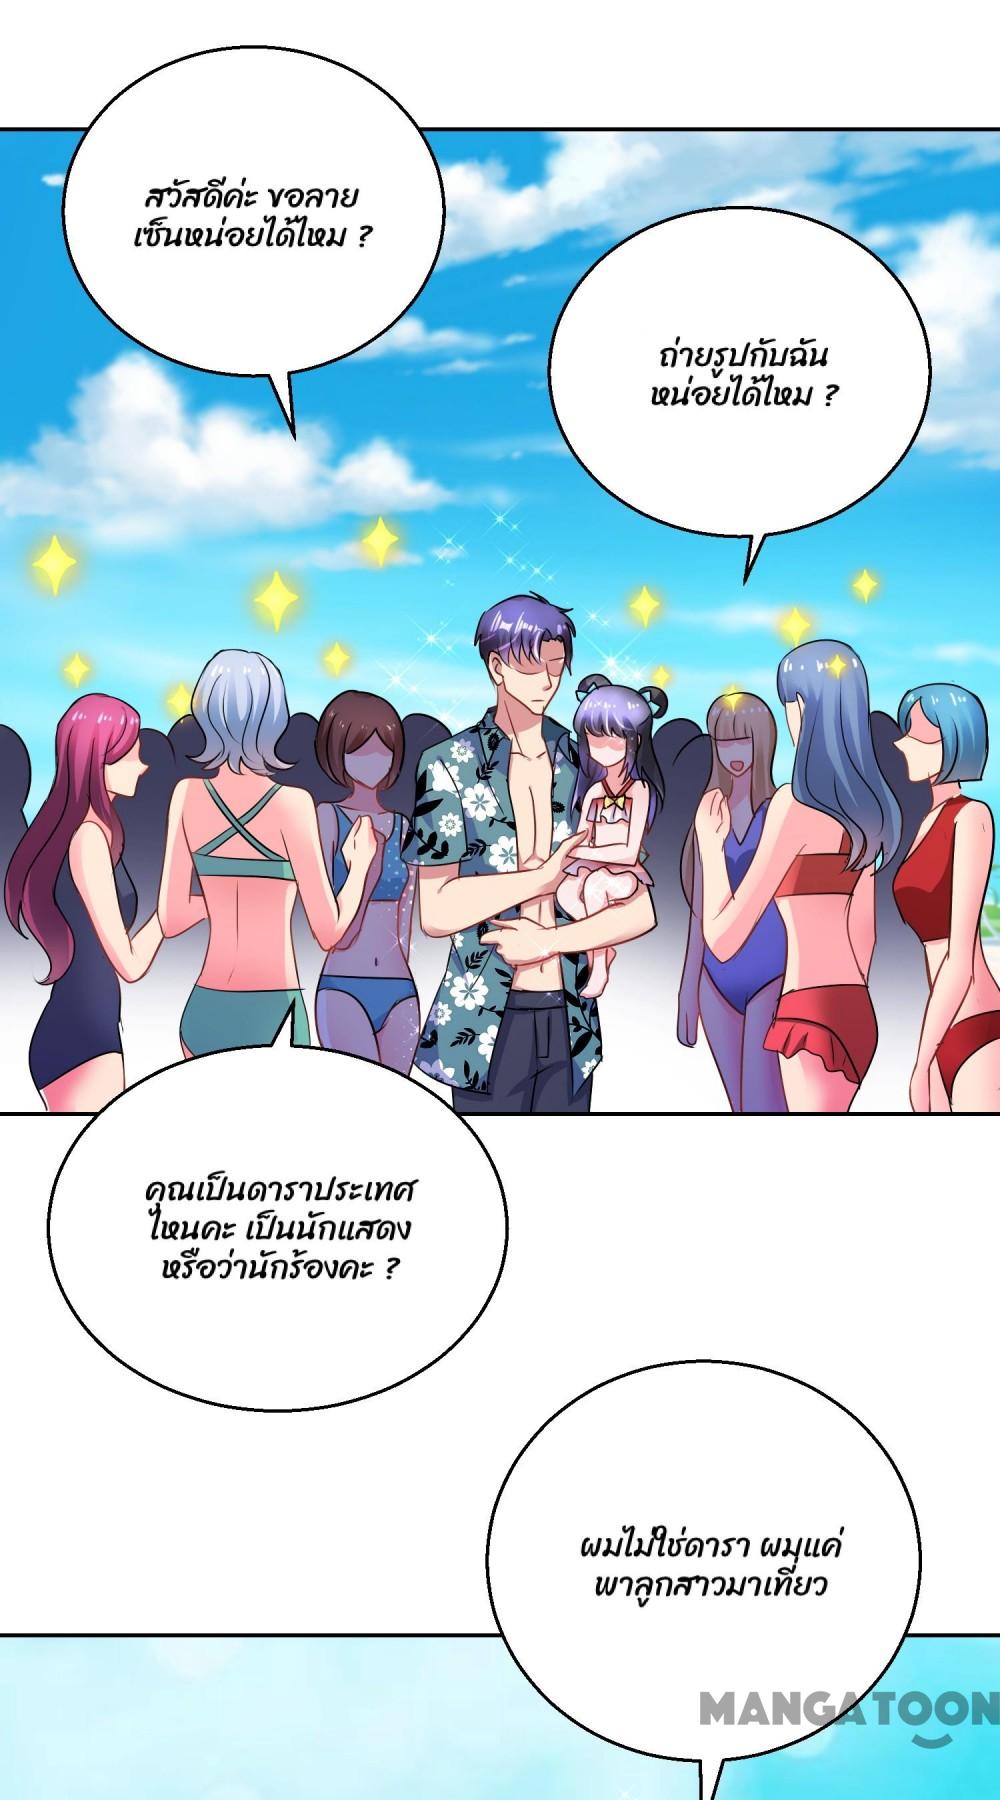 สวัสดีค่ะ ขอลาย
เซ็นหน่อยได้ไหม ?
ถ่ายรูปกับฉัน
หน่อยได้ไหม ?
คุณเป็นดาราประเทศ
ไหนคะ เป็นนักแสดง
หรือว่านักร้องคะ ?
ผมไม่ใช่ดารา ผมแค่
พาลูกสาวมาเที่ยว
MANGATOON